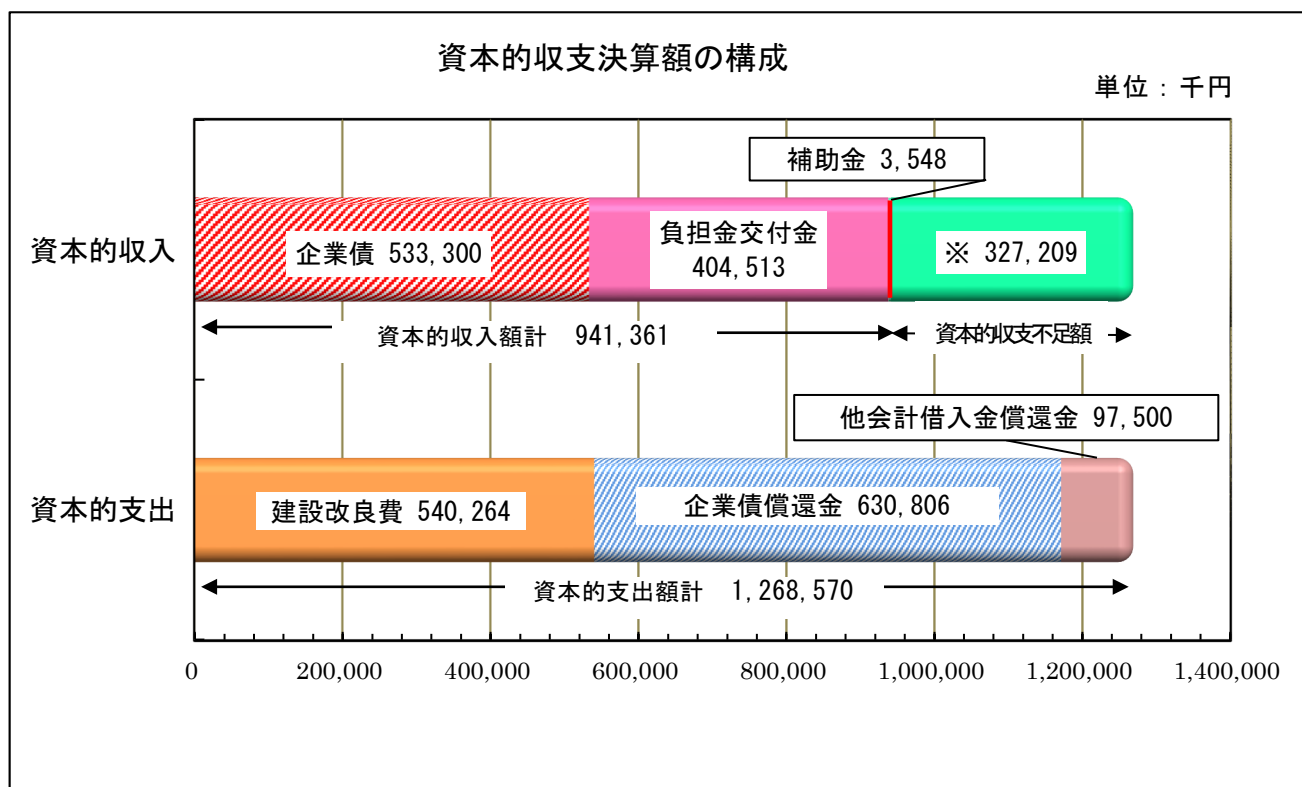 資本的収支決算額の構成
単位：千円
補助金 3,548
資本的収入
企業債 533,300
負担金交付金
404,513
※ 327,209
資本的収入額計 941,361
資本的収支不足額
他会計借入金償還金 97,500
資本的支出
建設改良費 540,264
企業債償還金 630,806
資本的支出額計 1,268,570
0 200,000 400,000 600,000 800,000 1,000,000 1,200,000 1,400,000